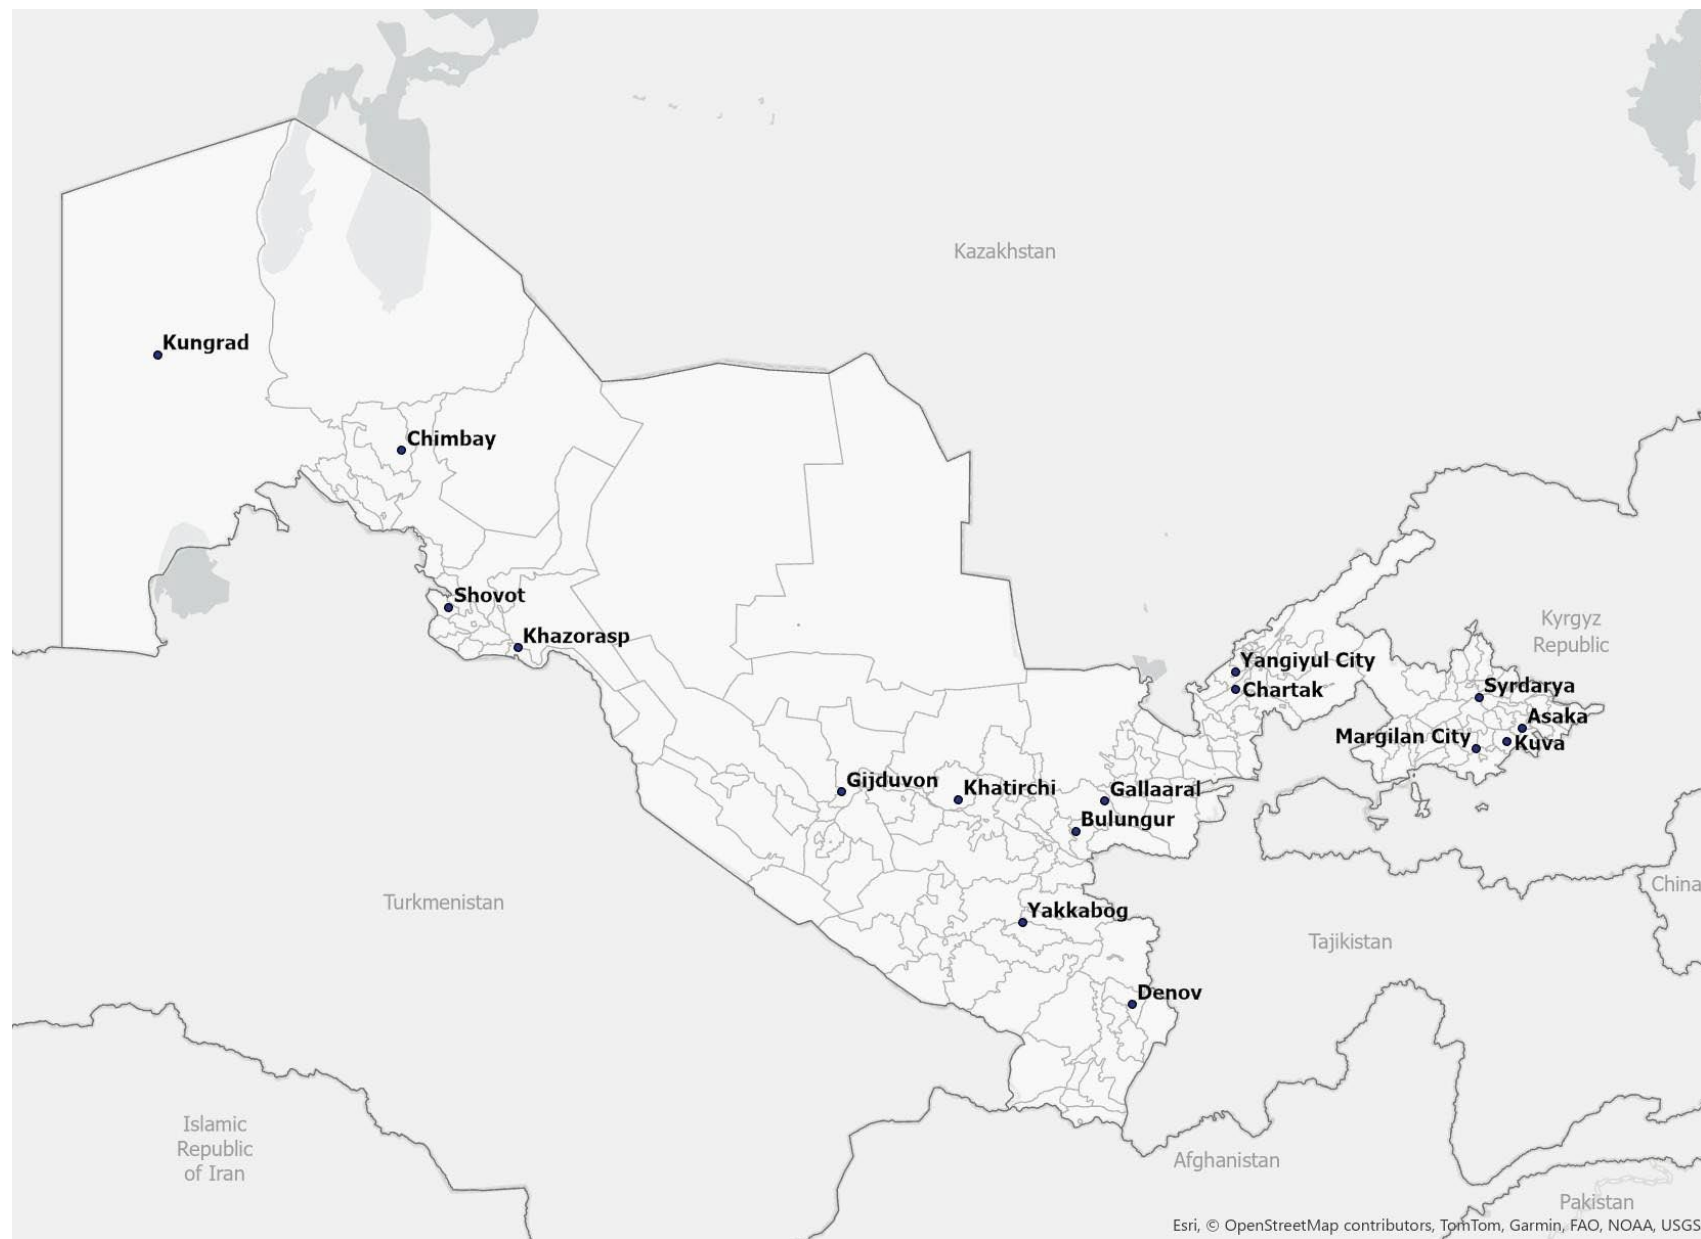 Kazakhstan
Kungrad
Chimbay
Shovot
Khazorasp
Kyrgyz
Republic
Yangiyul City
Chartak
Syrdarya
Asaka
Margilan City
Kuva
Gijduvon
Khatirchi
Gallaaral
Bulungur
Turkmenistan
Yakkabog
China
Tajikistan
Denov
Islamic
Republic
of Iran
Afghanistan
Pakistan
Esri, © OpenStreetMap contributors, TomTom, Garmin, FAO, NOAA, USGS